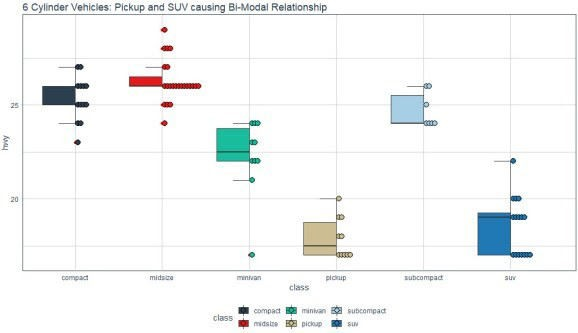 6 Cylinder Vehicles: Pickup and SUV causing Bi-Modal Relationship
hwy
25
20
compact midsize minivan pickup subcompact suv
class
class compact minivan subcompact
midsize pickup suv